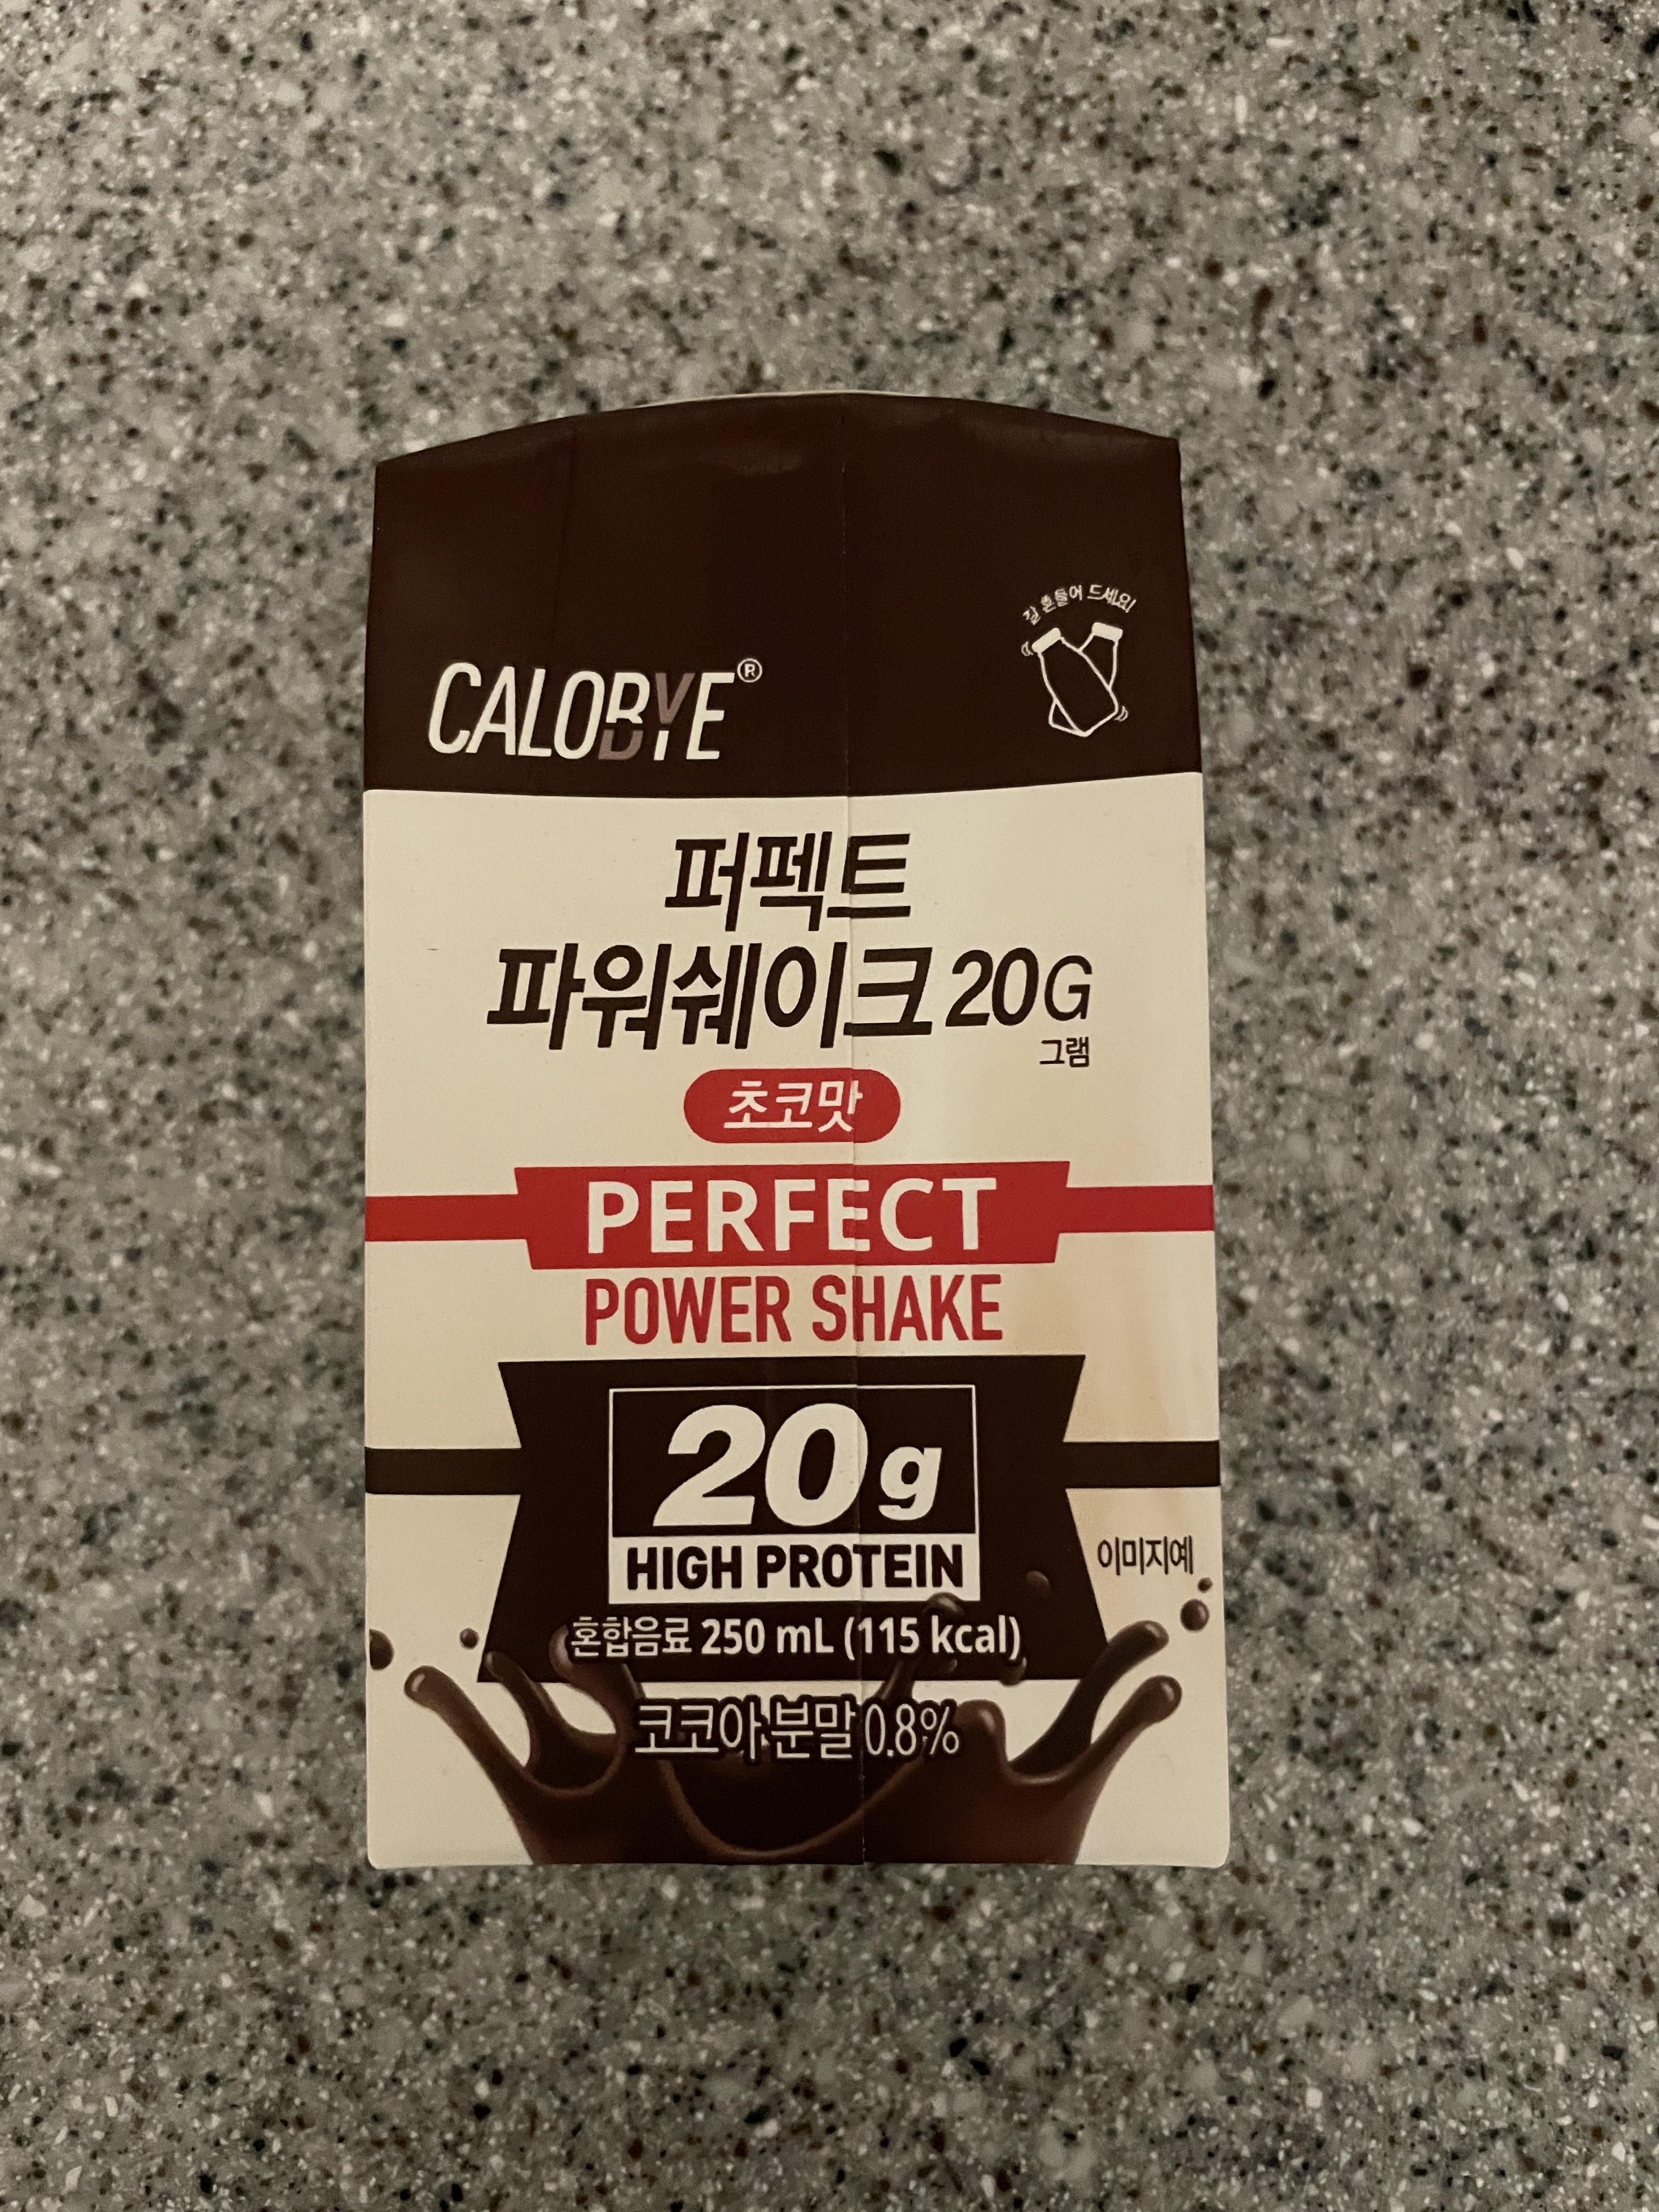 CALOBYE®
잘 흔들어 드세요!
퍼펙트
파워쉐이크 20G
그램
초코맛
PERFECT
POWER SHAKE
20g
HIGH PROTEIN
이미지예
혼합음료 250 mL (115 kcal)
코코아분말 0.8%